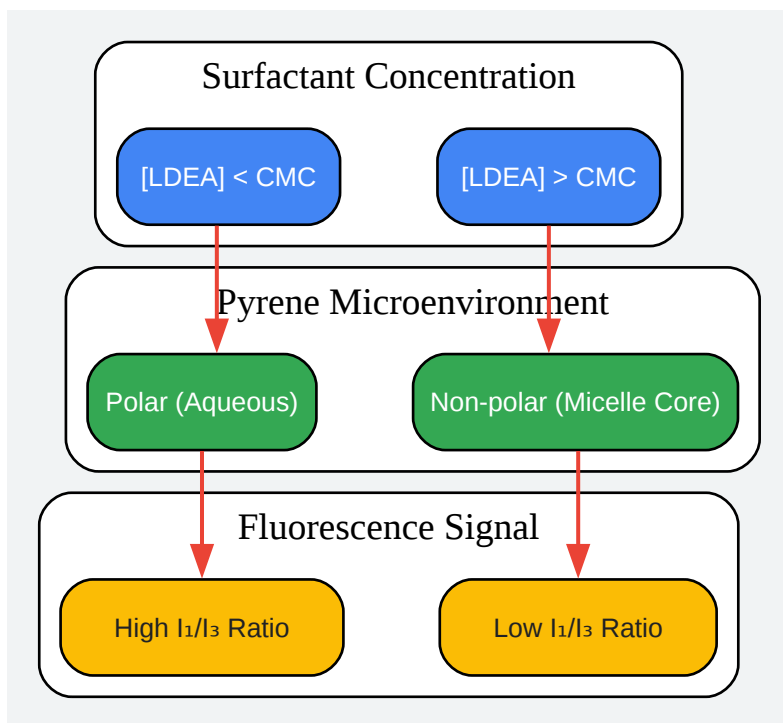 Surfactant Concentration
[LDEA] < CMC
[LDEA] > CMC
Pyrene Microenvironment
Polar (Aqueous)
Non-polar (Micelle Core)
Fluorescence Signal
High I₁/I₃ Ratio
Low I₁/I₃ Ratio